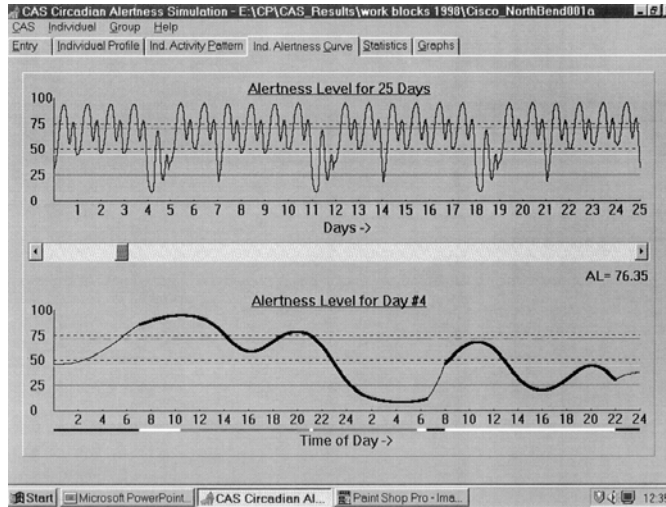 CAS Circadian Alertness Simulation - E:\CP\CAS_Results\work blocks 1998\Cisco_NorthBend001a
CAS Individual Group Help
Entry Individual Profile Ind. Activity Pattern Ind. Alertness Curve Statistics Graphs
Alertness Level for 25 Days
100
75
50
25
0
1 2 3 4 5 6 7 8 9 10 11 12 13 14 15 16 17 18 19 20 21 22 23 24 25
Days ->
AL= 76.35
Alertness Level for Day #4
100
75
50
25
0
2 4 6 8 10 12 14 16 18 20 22 24 2 4 6 8 10 12 14 16 18 20 22 24
Time of Day ->
Start Microsoft PowerPoint... CAS Circadian Al... Paint Shop Pro - Ima... 12:39